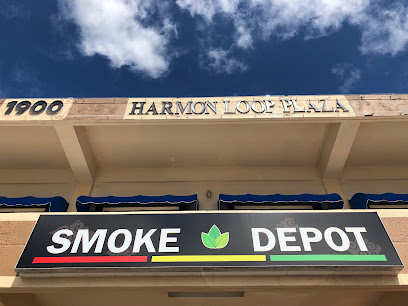 1900 HARMON LOOP PLAZA
SMOKE DEPOT